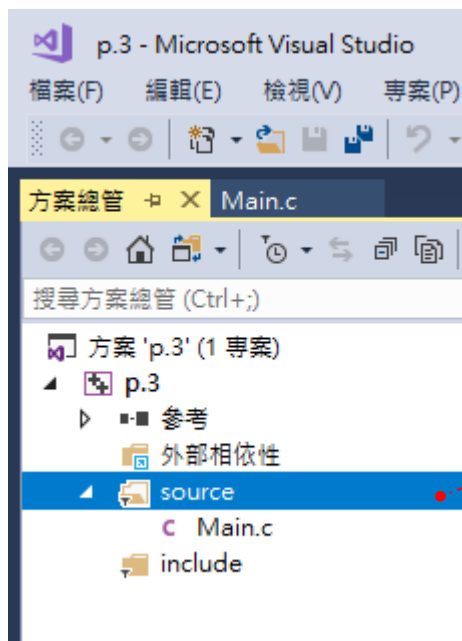 p.3 - Microsoft Visual Studio
檔案(F) 編輯(E) 檢視(V) 專案(P)
方案總管 Main.c
搜尋方案總管 (Ctrl+;)
方案 'p.3' (1 專案)
p.3
參考
外部相依性
source
C Main.c
include